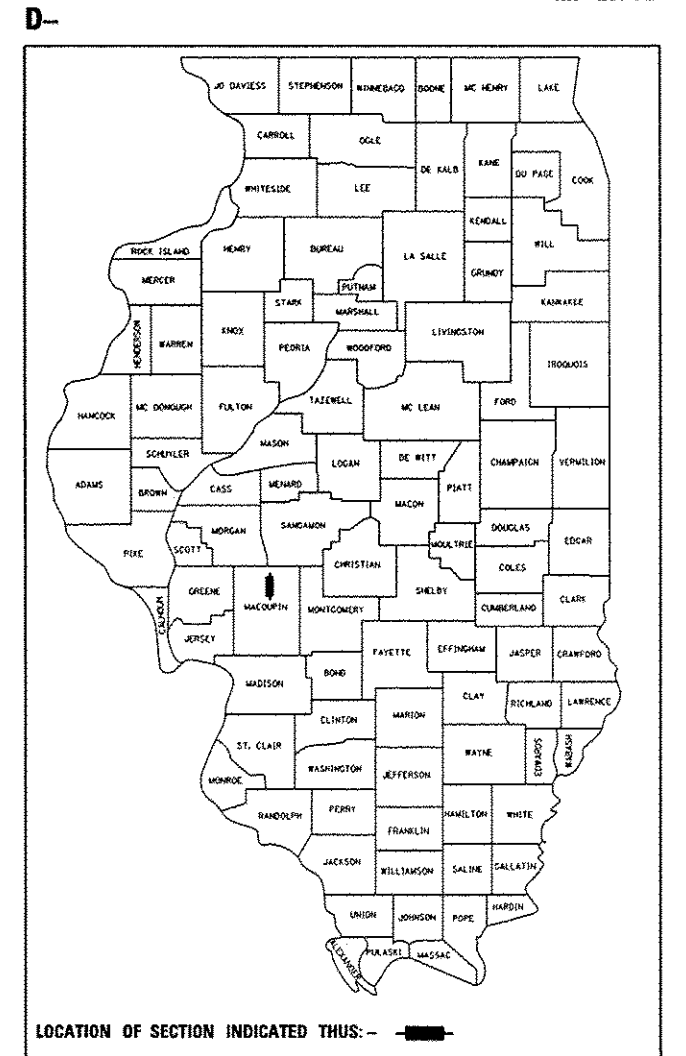 D-
JO DAVIESS STEPHENSON WINNEBAGO BOONE MC HENRY LAKE
CARROLL OGLE DE KALB KANE DU PAGE COOK
WHITESIDE LEE KENDALL WILL
ROCK ISLAND HENRY BUREAU LA SALLE GRUNDY
MERCER STARK PUTNAM MARSHALL KANKAKEE
HENDERSON WARREN KNOX PEORIA WOODFORD LIVINGSTON IROQUOIS
HANCOCK MC DONOUGH FULTON TAZEWELL MC LEAN FORD
SCHUYLER MASON LOGAN DE WITT CHAMPAIGN VERMILION
ADAMS BROWN CASS MENARD MACON PIATT
PIKE SCOTT MORGAN SANGAMON CHRISTIAN MOULTRIE DOUGLAS EDGAR
CALHOUN GREENE MACOUPIN MONTGOMERY SHELBY COLES CLARK
JERSEY CUMBERLAND
MADISON BOND FAYETTE EFFINGHAM JASPER CRAWFORD
CLINTON MARION CLAY RICHLAND LAWRENCE
ST. CLAIR WASHINGTON JEFFERSON WAYNE EDWARDS WABASH
MONROE
RANDOLPH PERRY FRANKLIN HAMILTON WHITE
JACKSON WILLIAMSON SALINE GALLATIN
UNION JOHNSON POPE HARDIN
ALEXANDER PULASKI MASSAC
LOCATION OF SECTION INDICATED THUS: -